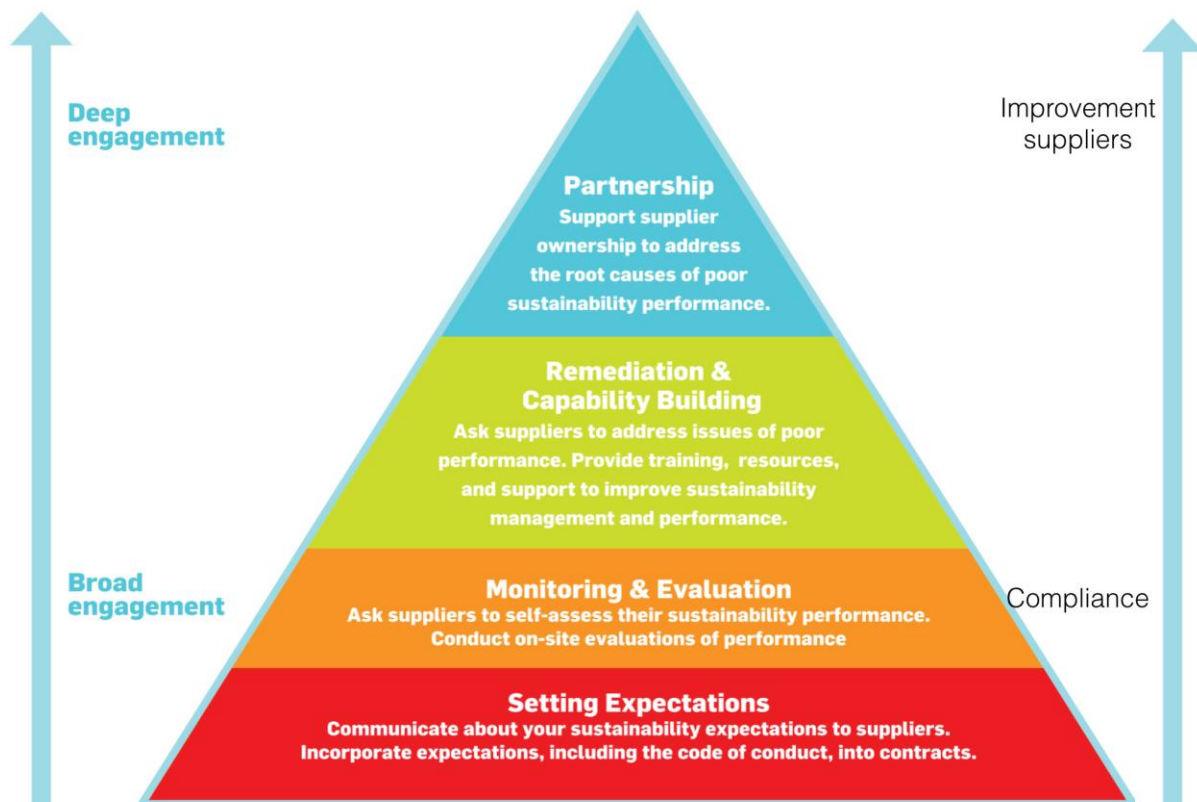 Deep
engagement
Improvement
suppliers
Partnership
Support supplier
ownership to address
the root causes of poor
sustainability performance.
Remediation &
Capability Building
Ask suppliers to address issues of poor
performance. Provide training, resources,
and support to improve sustainability
management and performance.
Broad
engagement
Monitoring & Evaluation
Ask suppliers to self-assess their sustainability performance.
Conduct on-site evaluations of performance
Compliance
Setting Expectations
Communicate about your sustainability expectations to suppliers.
Incorporate expectations, including the code of conduct, into contracts.